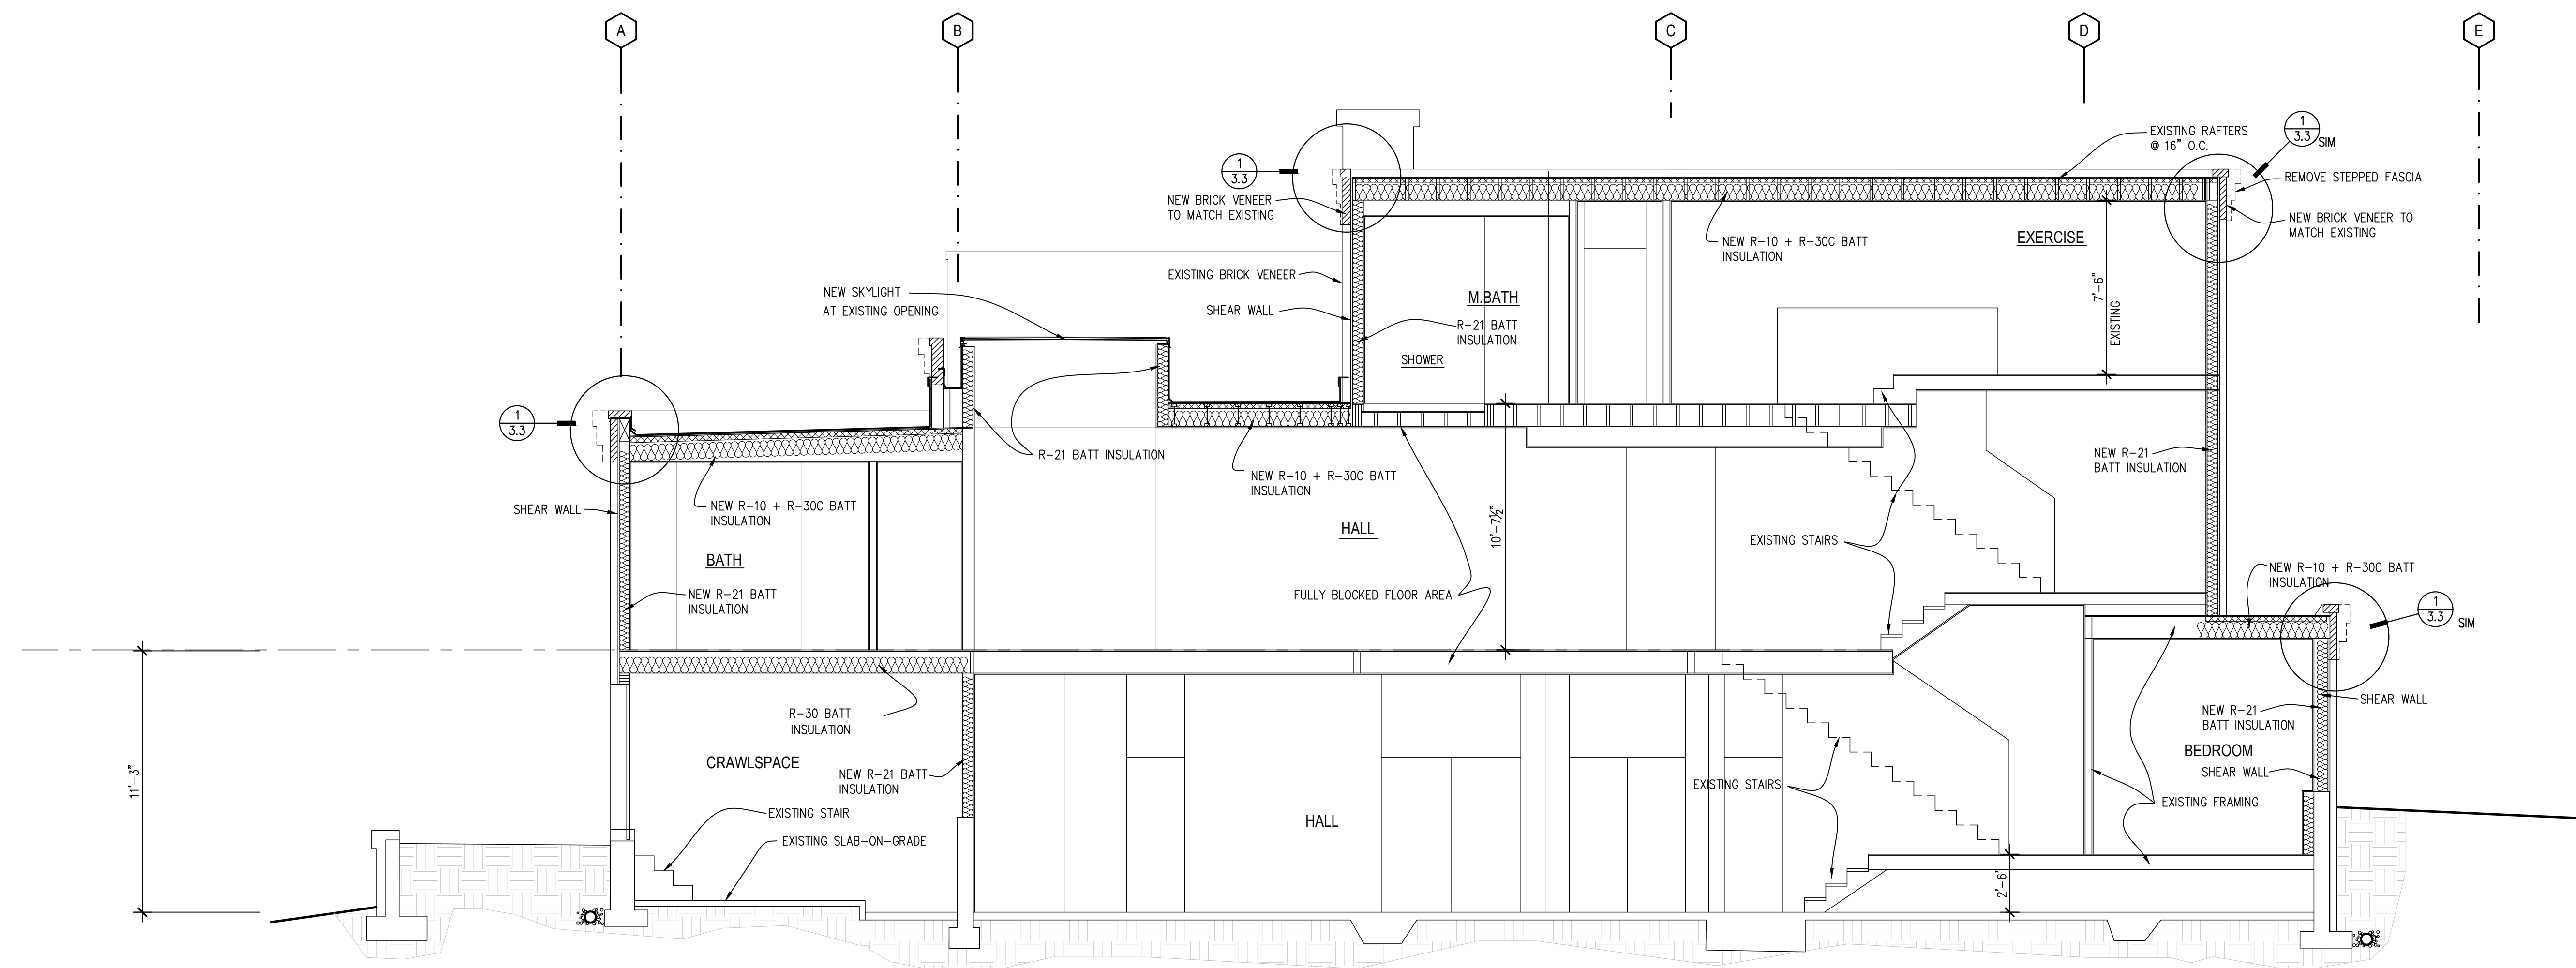 A
B
C
D
E
1
3.3
1
3.3
SIM
EXISTING RAFTERS
@ 16" O.C.
REMOVE STEPPED FASCIA
NEW BRICK VENEER
TO MATCH EXISTING
NEW BRICK VENEER TO
MATCH EXISTING
NEW R-10 + R-30C BATT
INSULATION
EXERCISE
EXISTING BRICK VENEER
NEW SKYLIGHT
AT EXISTING OPENING
SHEAR WALL
M.BATH
R-21 BATT
INSULATION
SHOWER
7'-6"
EXISTING
1
3.3
R-21 BATT INSULATION
NEW R-10 + R-30C BATT
INSULATION
NEW R-21
BATT INSULATION
SHEAR WALL
NEW R-10 + R-30C BATT
INSULATION
HALL
10'-7½"
EXISTING STAIRS
BATH
NEW R-21 BATT
INSULATION
FULLY BLOCKED FLOOR AREA
NEW R-10 + R-30C BATT
INSULATION
1
3.3
SIM
SHEAR WALL
R-30 BATT
INSULATION
NEW R-21
BATT INSULATION
BEDROOM
CRAWLSPACE
NEW R-21 BATT
INSULATION
SHEAR WALL
11'-3"
EXISTING STAIRS
EXISTING FRAMING
EXISTING STAIR
HALL
EXISTING SLAB-ON-GRADE
2'-6"